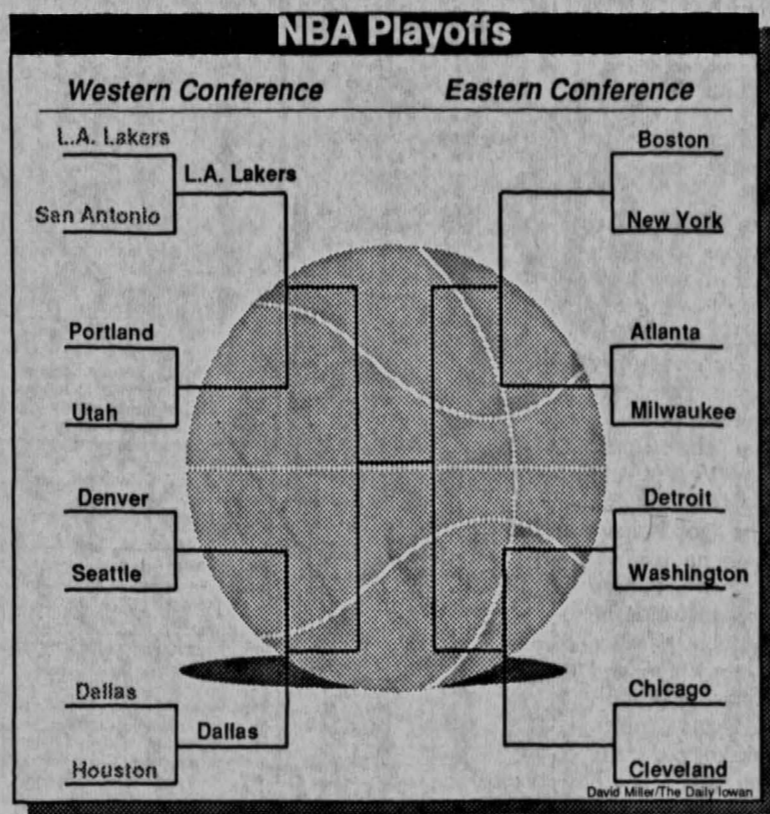 NBA Playoffs
Western Conference
Eastern Conference
L.A. Lakers
L.A. Lakers
San Antonio
Portland
Utah
Denver
Seattle
Dallas
Dallas
Houston
Boston
New York
Atlanta
Milwaukee
Detroit
Washington
Chicago
Cleveland
David Miller/The Daily Iowan